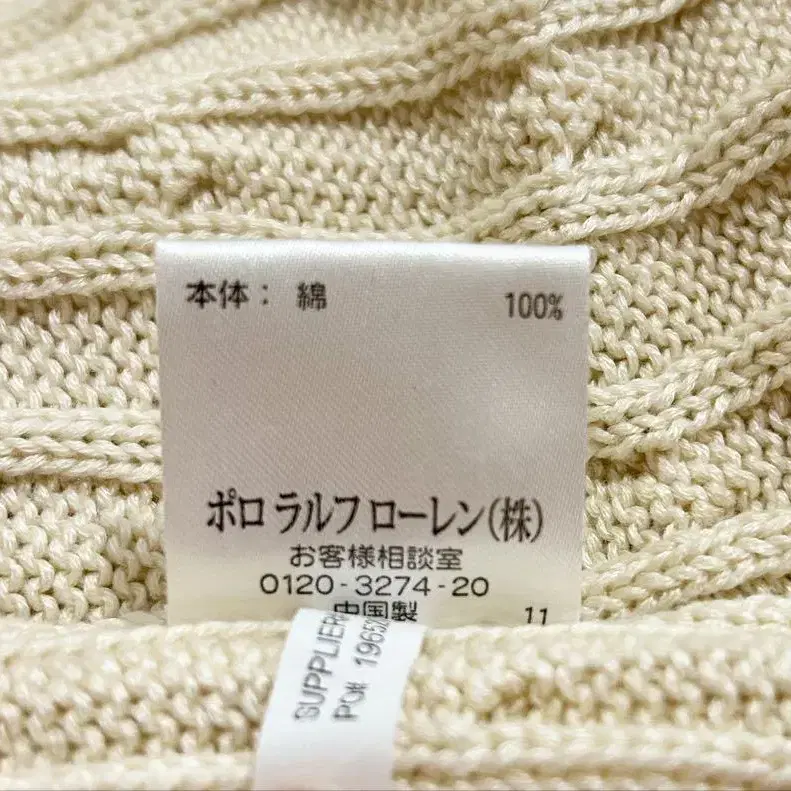 本体： 綿 100%
ポロ ラルフ ローレン(株)
お客様相談室
0120-3274-20
中国製 11
SUPPLIER
PO#